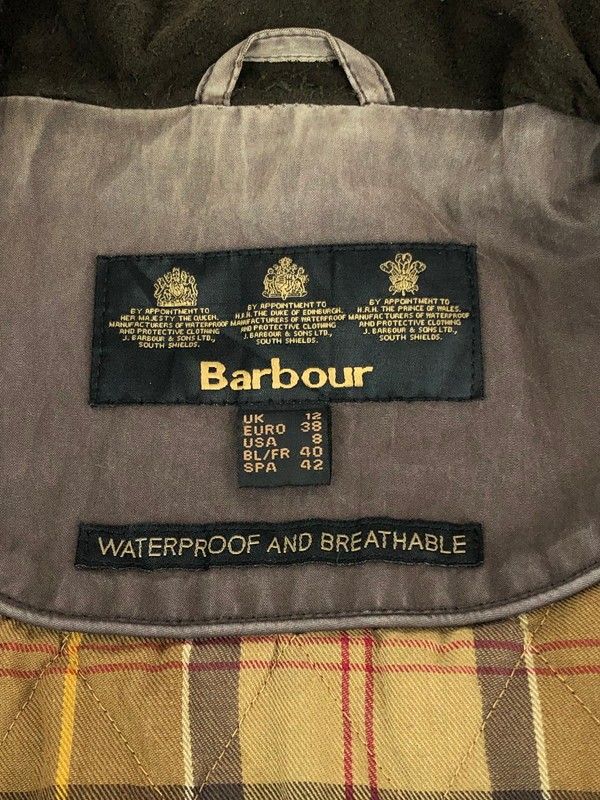 BY APPOINTMENT TO
HER MAJESTY THE QUEEN.
MANUFACTURERS OF WATERPROOF
AND PROTECTIVE CLOTHING
J. BARBOUR & SONS LTD.,
SOUTH SHIELDS.
BY APPOINTMENT TO
H.R.H. THE DUKE OF EDINBURGH.
MANUFACTURERS OF WATERPROOF
AND PROTECTIVE CLOTHING
J. BARBOUR & SONS LTD.,
SOUTH SHIELDS.
BY APPOINTMENT TO
H.R.H. THE PRINCE OF WALES.
MANUFACTURERS OF WATERPROOF
AND PROTECTIVE CLOTHING
J. BARBOUR & SONS LTD.,
SOUTH SHIELDS.
Barbour
UK 12
EURO 38
USA 8
BL/FR 40
SPA 42
WATERPROOF AND BREATHABLE